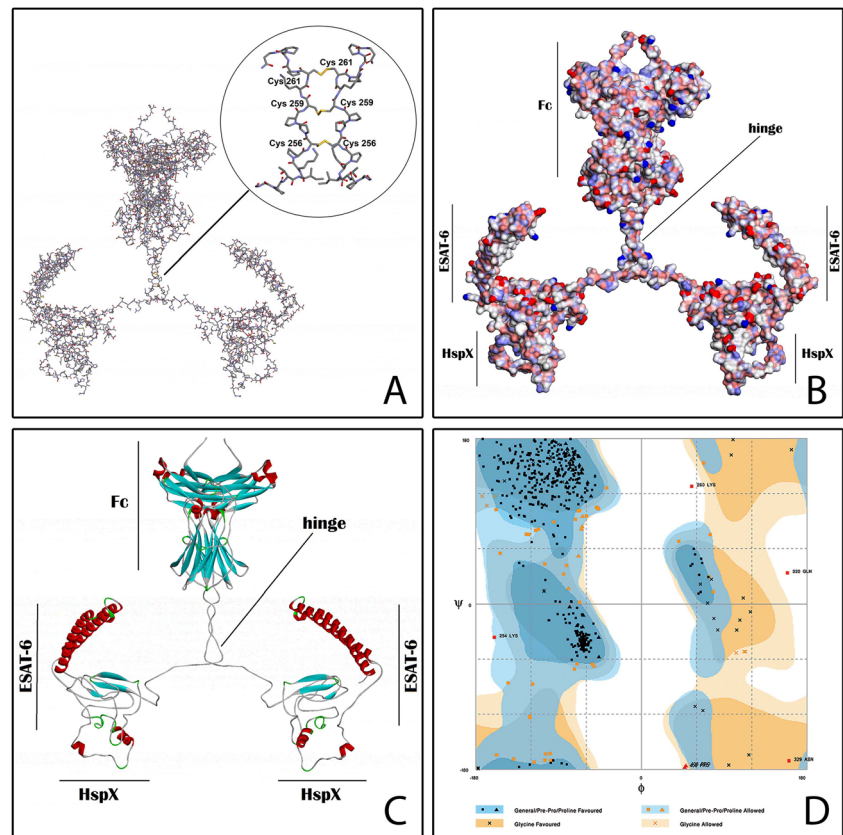 Cys 261
Cys 261
Cys 259
Cys 259
Cys 256
Cys 256
A
Fc
hinge
ESAT-6
ESAT-6
HspX
HspX
B
Fc
hinge
ESAT-6
ESAT-6
HspX
HspX
C
180
260 LYS
320 GLN
Ψ
0
254 LYS
329 ASN
-180
-180
0
180
Φ
General/Pre-Pro/Proline Favoured
General/Pre-Pro/Proline Allowed
Glycine Favoured
Glycine Allowed
D